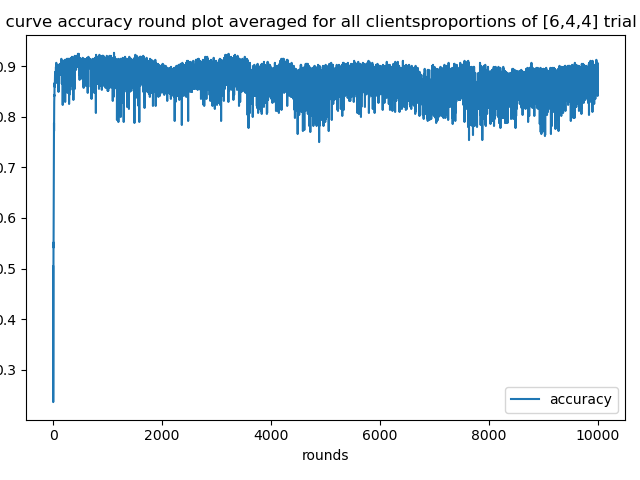 curve accuracy round plot averaged for all clientsproportions of [6,4,4] trial
0.9
0.8
0.7
0.6
0.5
0.4
0.3
accuracy
0 2000 4000 6000 8000 10000
rounds